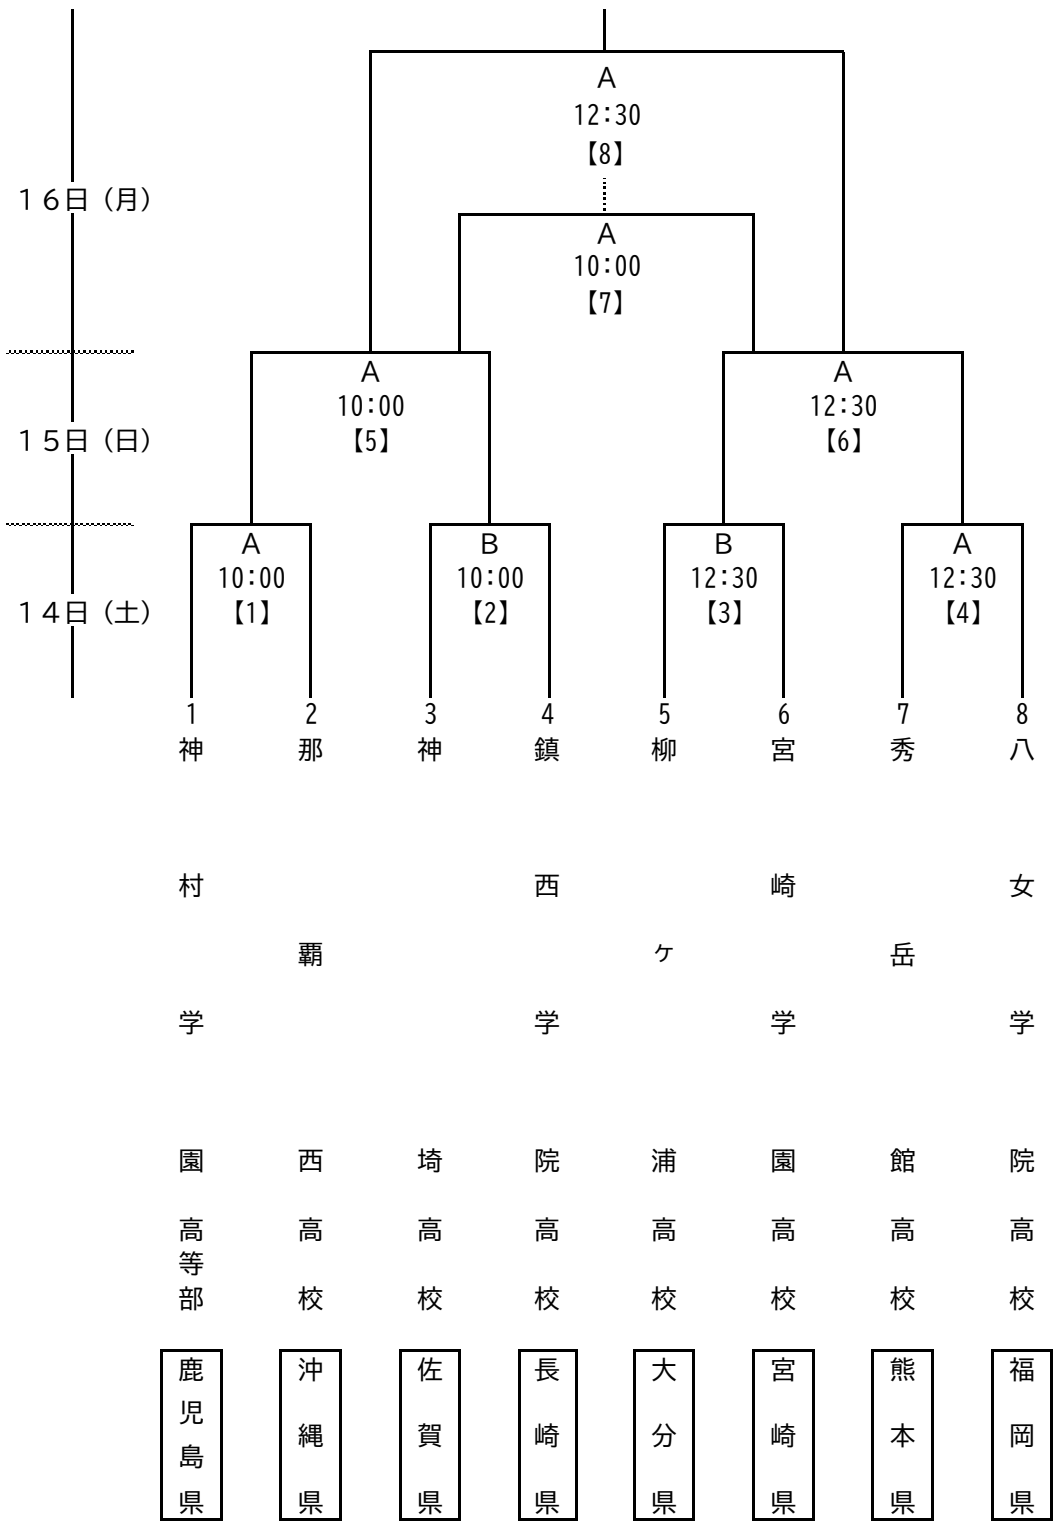 A
12:30
【8】
16日（月）
A
10:00
【7】
A
10:00
【5】
A
12:30
【6】
15日（日）
A
10:00
【1】
B
10:00
【2】
B
12:30
【3】
A
12:30
【4】
14日（土）
1 2 3 4 5 6 7 8
神村学園高等部
那覇西高校
神埼高校
鎮西学院高校
柳ヶ浦高校
宮崎学園高校
秀岳館高校
八女学院高校
鹿児島県
沖縄県
佐賀県
長崎県
大分県
宮崎県
熊本県
福岡県